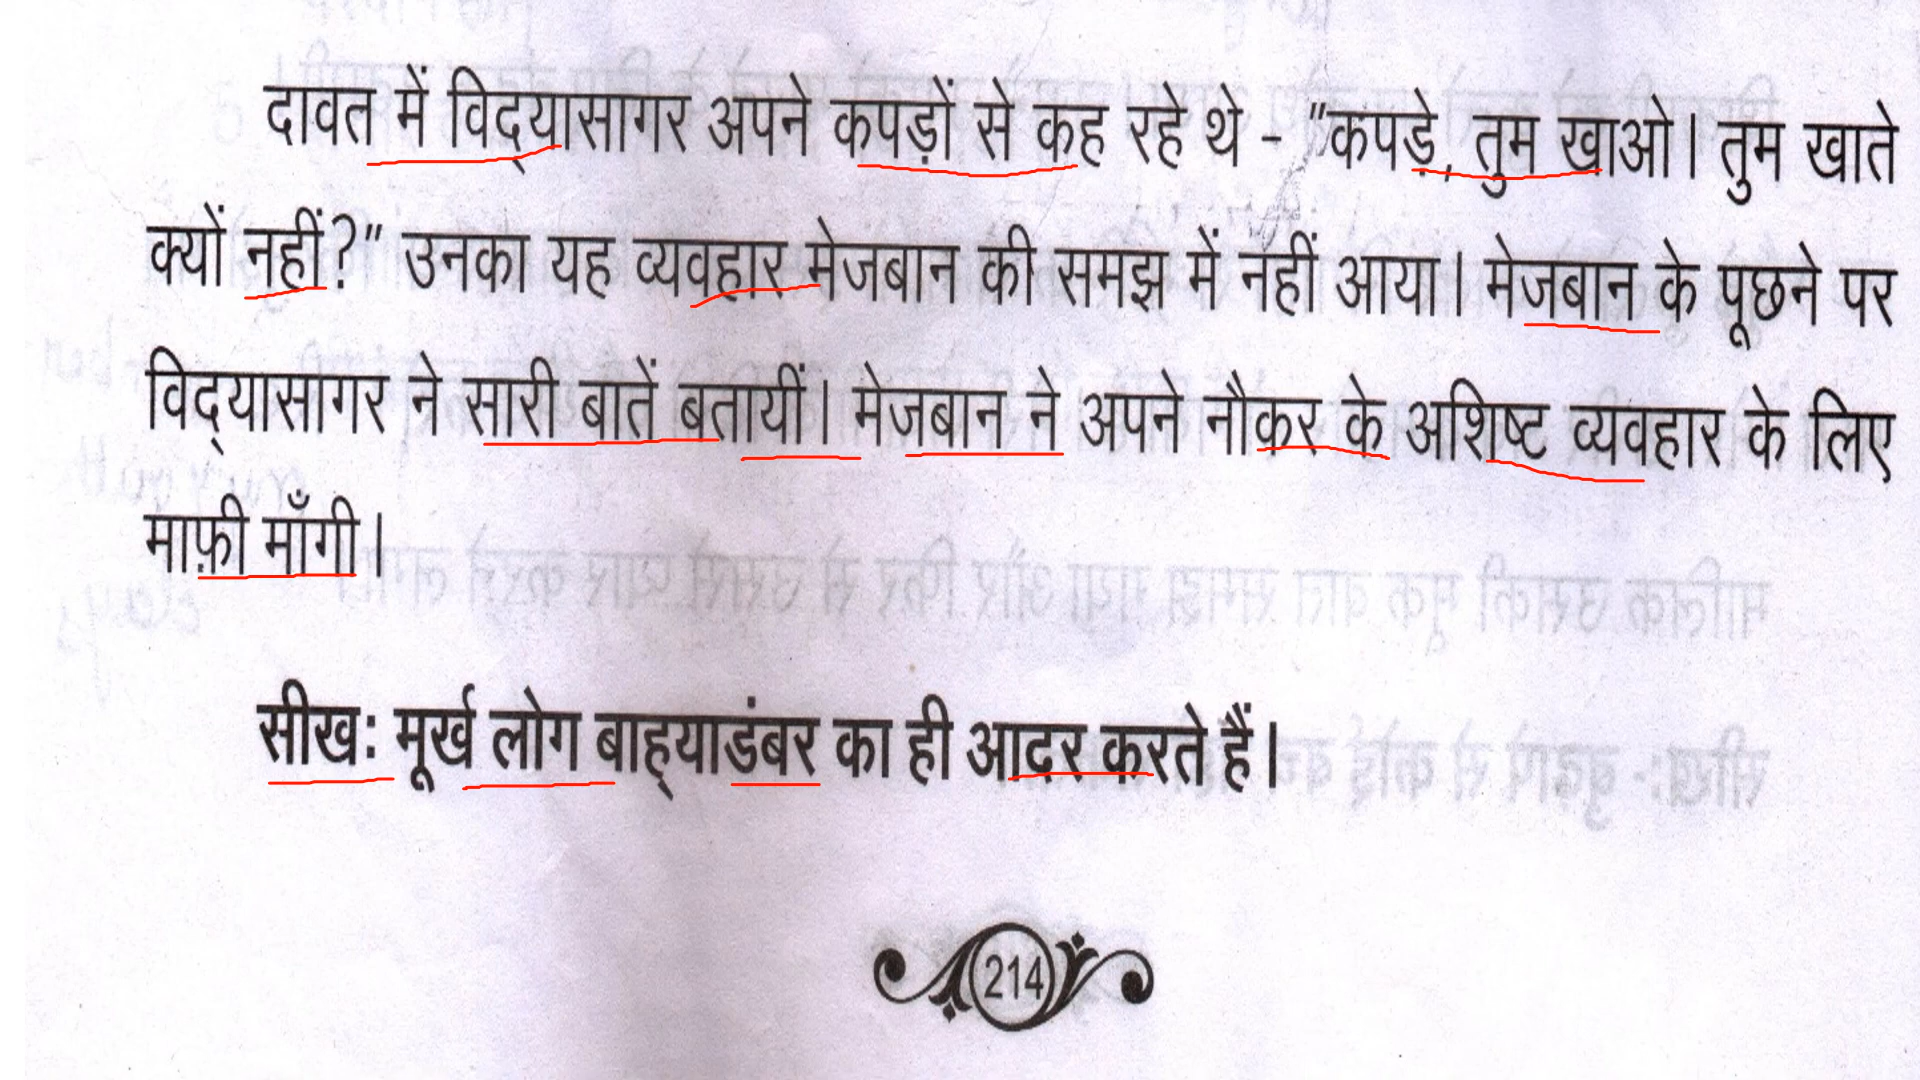 दावत में विद्यासागर अपने कपड़ों से कह रहे थे - "कपड़े, तुम खाओ। तुम खाते
क्यों नहीं?" उनका यह व्यवहार मेजबान की समझ में नहीं आया। मेजबान के पूछने पर
विद्यासागर ने सारी बातें बतायीं। मेजबान ने अपने नौकर के अशिष्ट व्यवहार के लिए
माफ़ी माँगी।
सीखः मूर्ख लोग बाह्याडंबर का ही आदर करते हैं।
214